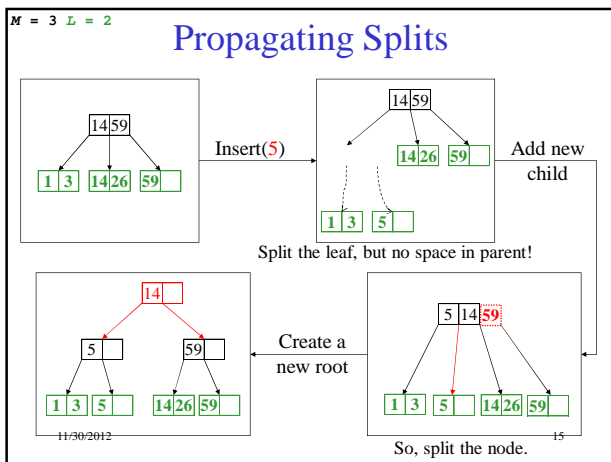 M = 3 L = 2
Propagating Splits
14 59
1 3 14 26 59
Insert(5)
14 59
14 26 59
1 3 5
Split the leaf, but no space in parent!
Add new
child
5 14 59
1 3 5 14 26 59
So, split the node.
Create a
new root
14
5 59
1 3 5 14 26 59
11/30/2012
15